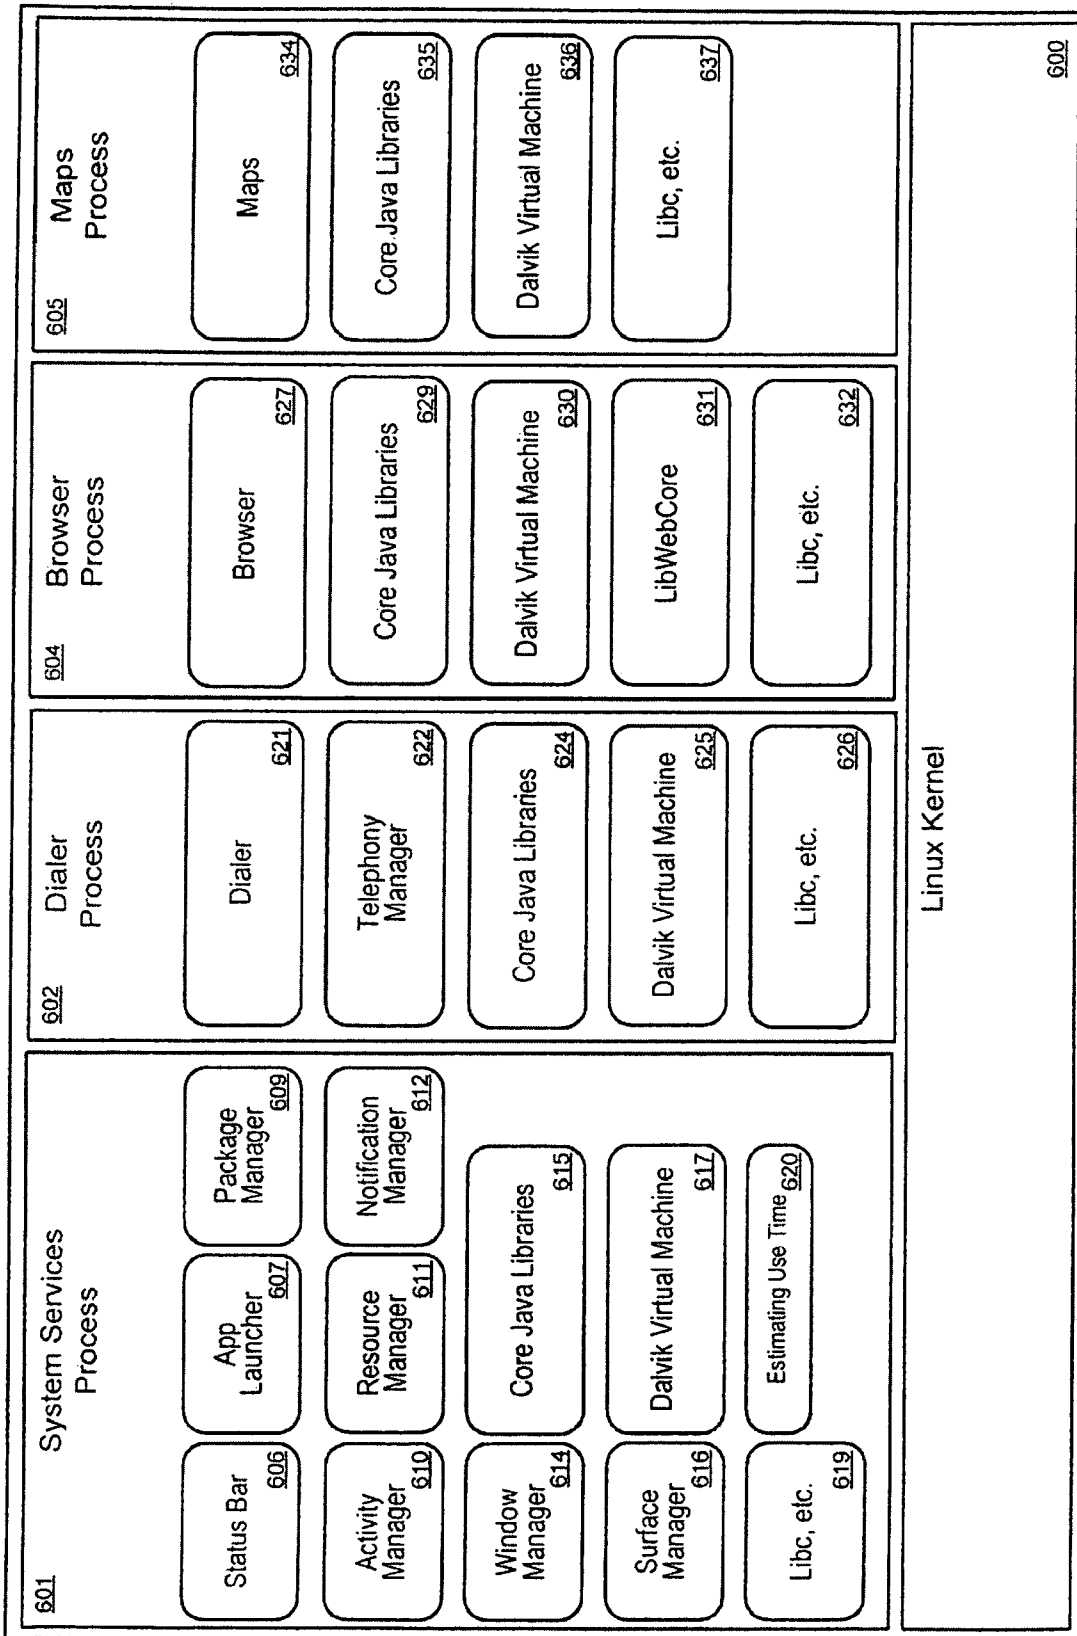 601
System Services
Process
Status Bar
606
App
Launcher
607
Package
Manager
609
Activity
Manager
610
Resource
Manager
611
Notification
Manager
612
Window
Manager
614
Core Java Libraries
615
Surface
Manager
616
Dalvik Virtual Machine
617
Libc, etc.
619
Estimating Use Time
620
602
Dialer
Process
Dialer
621
Telephony
Manager
622
Core Java Libraries
624
Dalvik Virtual Machine
625
Libc, etc.
626
604
Browser
Process
Browser
627
Core Java Libraries
629
Dalvik Virtual Machine
630
LibWebCore
631
Libc, etc.
632
605
Maps
Process
Maps
634
Core Java Libraries
635
Dalvik Virtual Machine
636
Libc, etc.
637
Linux Kernel
600